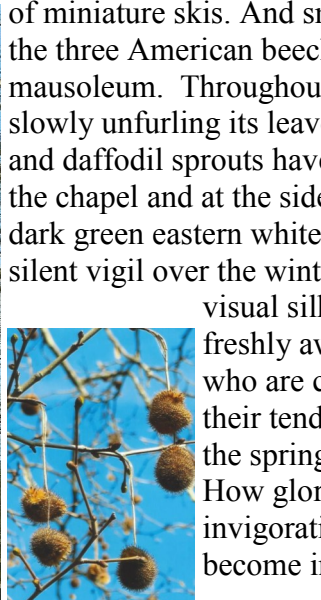 of miniature skis. And sn
the three American beech
mausoleum. Throughou
slowly unfurling its leav
and daffodil sprouts have
the chapel and at the side
dark green eastern white
silent vigil over the wint
visual sill
freshly av
who are c
their tend
the spring
How glor
invigorati
become i